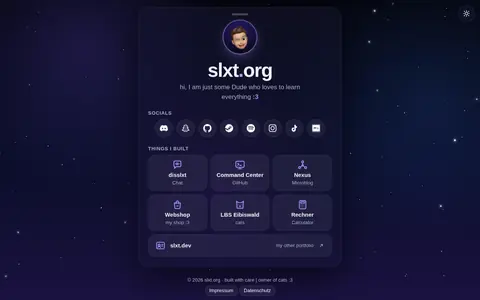 slxt.org
hi, I am just some Dude who loves to learn
everything :3
SOCIALS
THINGS I BUILT
disslxt
Chat
Command Center
GitHub
Nexus
Minisiting
Webshop
my shop :3
LBS Eibiswald
cats
Rechner
Calculator
slxt.dev
my other portfolio ↗
© 2026 slxt.org · built with care | owner of cats. :3
Impressum
Datenschutz